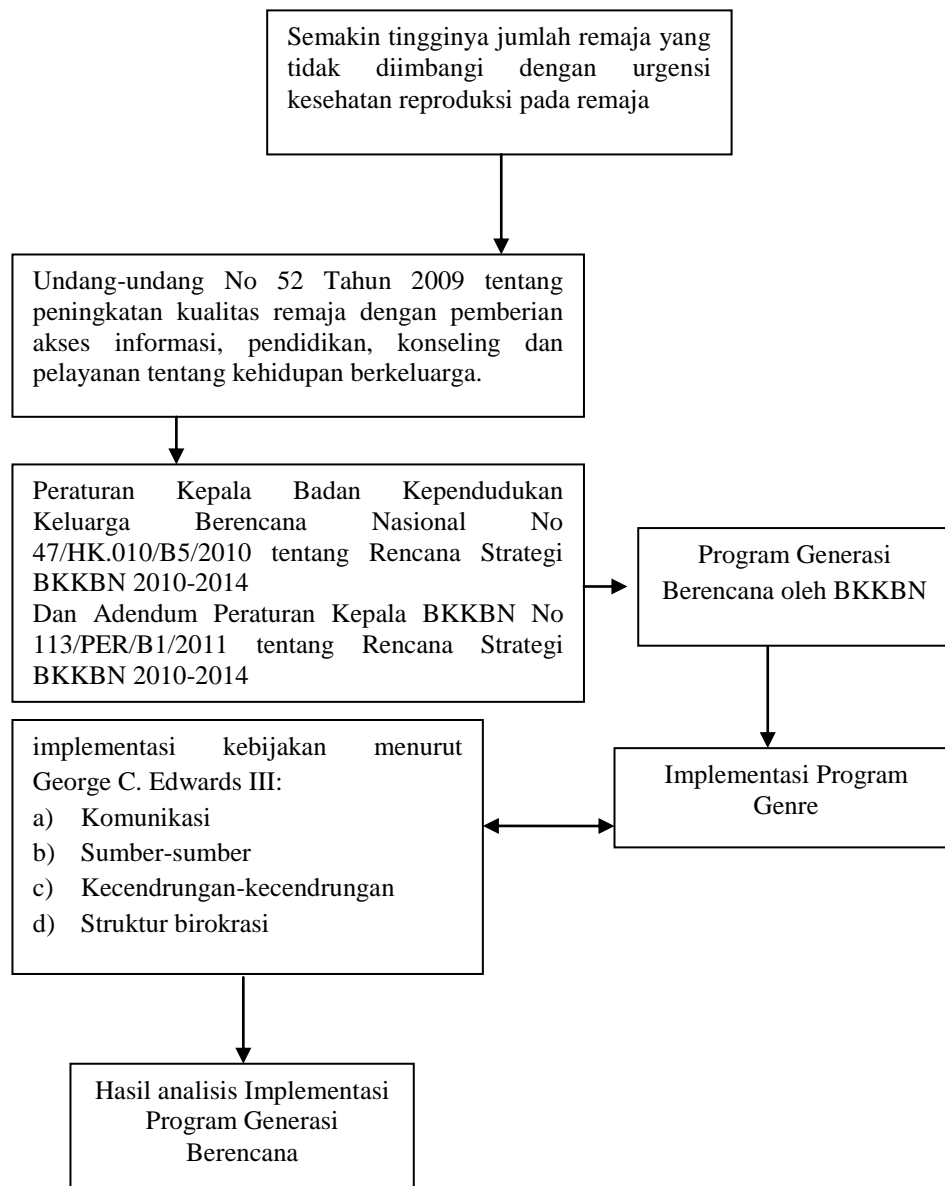 Semakin tingginya jumlah remaja yang
tidak diimbangi dengan urgensi
kesehatan reproduksi pada remaja
Undang-undang No 52 Tahun 2009 tentang
peningkatan kualitas remaja dengan pemberian
akses informasi, pendidikan, konseling dan
pelayanan tentang kehidupan berkeluarga.
Peraturan Kepala Badan Kependudukan
Keluarga Berencana Nasional No
47/HK.010/B5/2010 tentang Rencana Strategi
BKKBN 2010-2014
Dan Adendum Peraturan Kepala BKKBN No
113/PER/B1/2011 tentang Rencana Strategi
BKKBN 2010-2014
Program Generasi
Berencana oleh BKKBN
Implementasi Program
Genre
implementasi kebijakan menurut
George C. Edwards III:
a) Komunikasi
b) Sumber-sumber
c) Kecendrungan-kecendrungan
d) Struktur birokrasi
Hasil analisis Implementasi
Program Generasi
Berencana